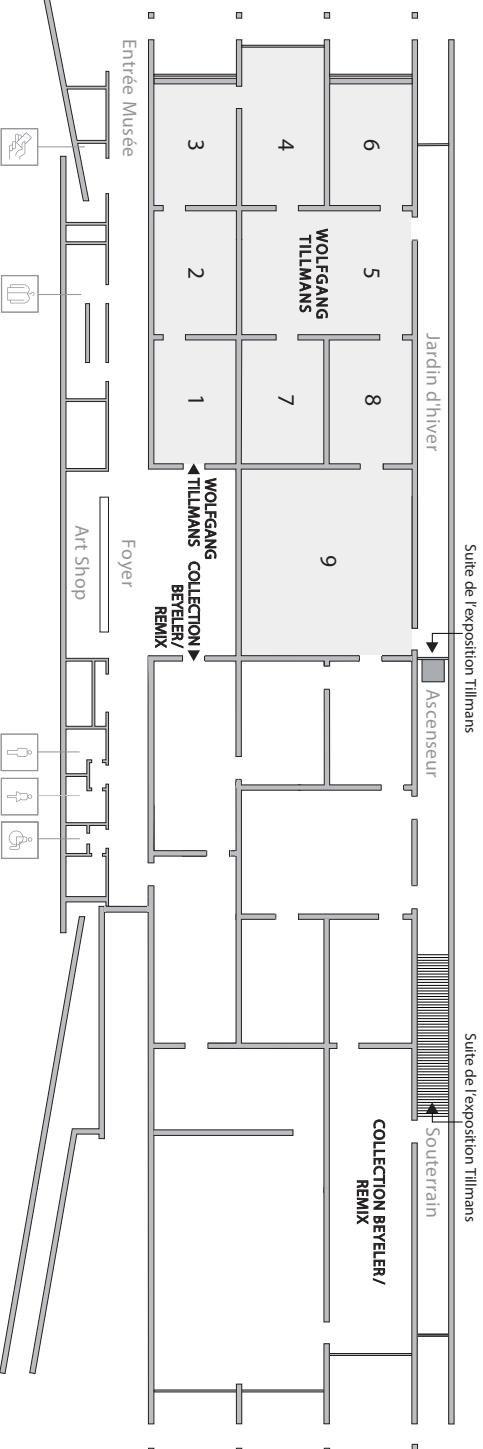 Suite de l'exposition Tillmans
Suite de l'exposition Tillmans
Jardin d'hiver
Ascenseur
Souterrain
6
5
8
COLLECTION BEYELER/
REMIX
9
WOLFGANG
TILLMANS
4
7
3
2
1
WOLFGANG
TILLMANS
COLLECTION
BEYELER/
REMIX
Entrée Musée
Foyer
Art Shop